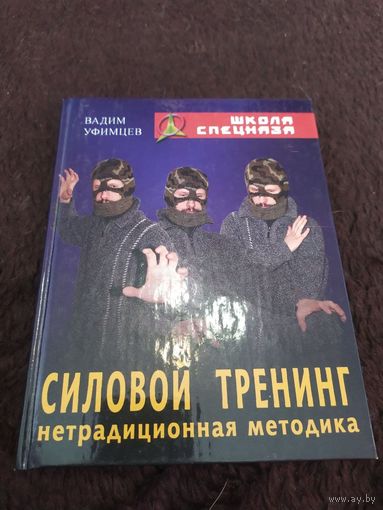 ВАДИМ
УФИМЦЕВ
ШКОЛА
СПЕЦНАЗА
СИЛОВОЙ ТРЕНИНГ
нетрадиционная методика
www.ay.by